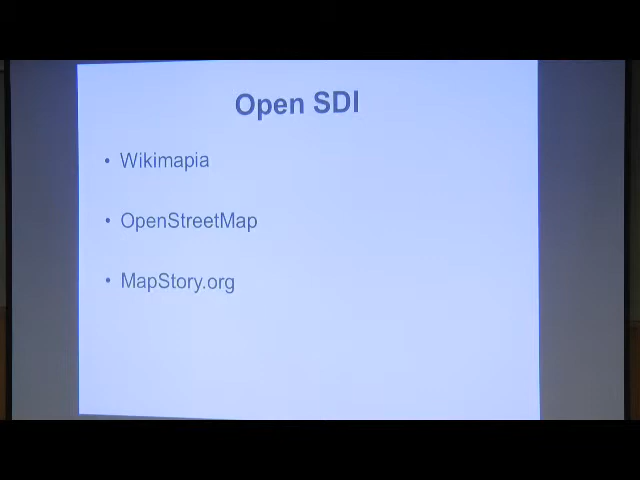 Open SDI
• Wikimapia
• OpenStreetMap
• MapStory.org